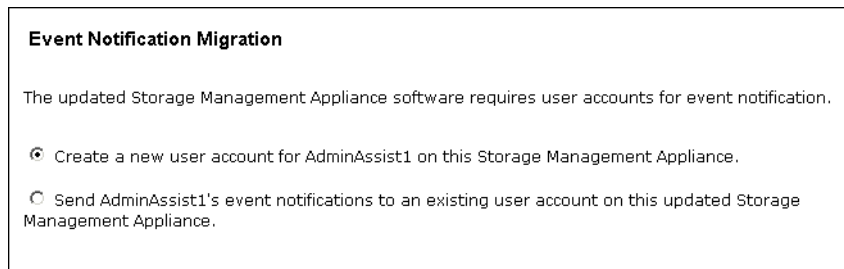 Event Notification Migration
The updated Storage Management Appliance software requires user accounts for event notification.
Create a new user account for AdminAssist1 on this Storage Management Appliance.
Send AdminAssist1's event notifications to an existing user account on this updated Storage
Management Appliance.